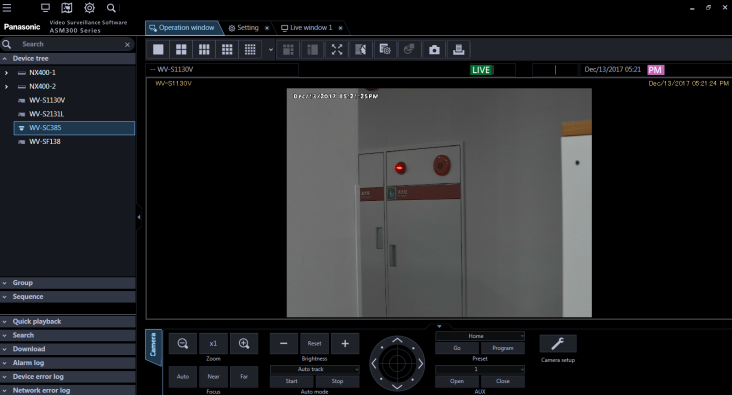 Panasonic
Video Surveillance Software
ASM300 Series
Operation window
Setting
Live window 1
Search
Device tree
NX400-1
NX400-2
WV-S1130V
WV-S2131L
WV-SC385
WV-SF138
-- WV-S1130V
LIVE
Dec/13/2017 05:21
PM
WV-S1130V
Dec/13/2017 05:21:24 PM
Dec/13/2017 05:21:25PM
Group
Sequence
Quick playback
Search
Download
Alarm log
Device error log
Network error log
Camera
x1
Zoom
Auto
Near
Far
Focus
Reset
Brightness
Auto track
Start
Stop
Auto mode
Home
Go
Program
Preset
1
Open
Close
AUX
Camera setup